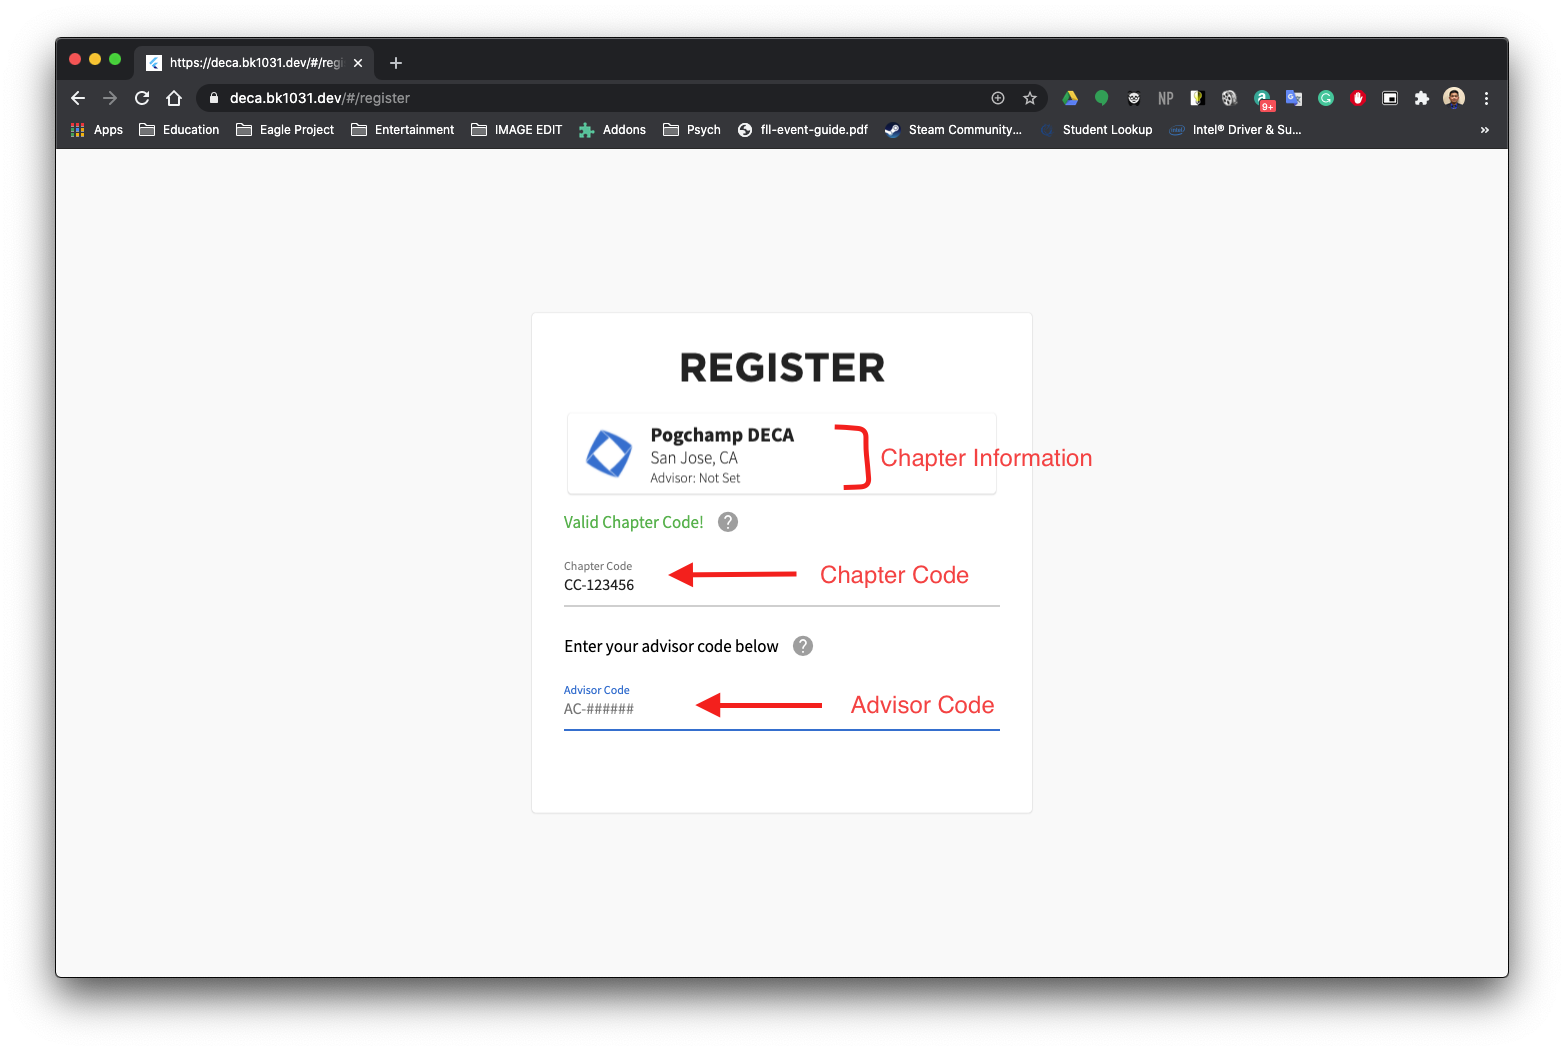 https://deca.bk1031.dev/#/regi
deca.bk1031.dev/#/register
NP
9+
Apps
Education
Eagle Project
Entertainment
IMAGE EDIT
Addons
Psych
fll-event-guide.pdf
Steam Community...
Student Lookup
Intel® Driver & Su...
»
REGISTER
Pogchamp DECA
San Jose, CA
Advisor: Not Set
Chapter Information
Valid Chapter Code!
Chapter Code
CC-123456
Chapter Code
Enter your advisor code below
Advisor Code
AC-######
Advisor Code